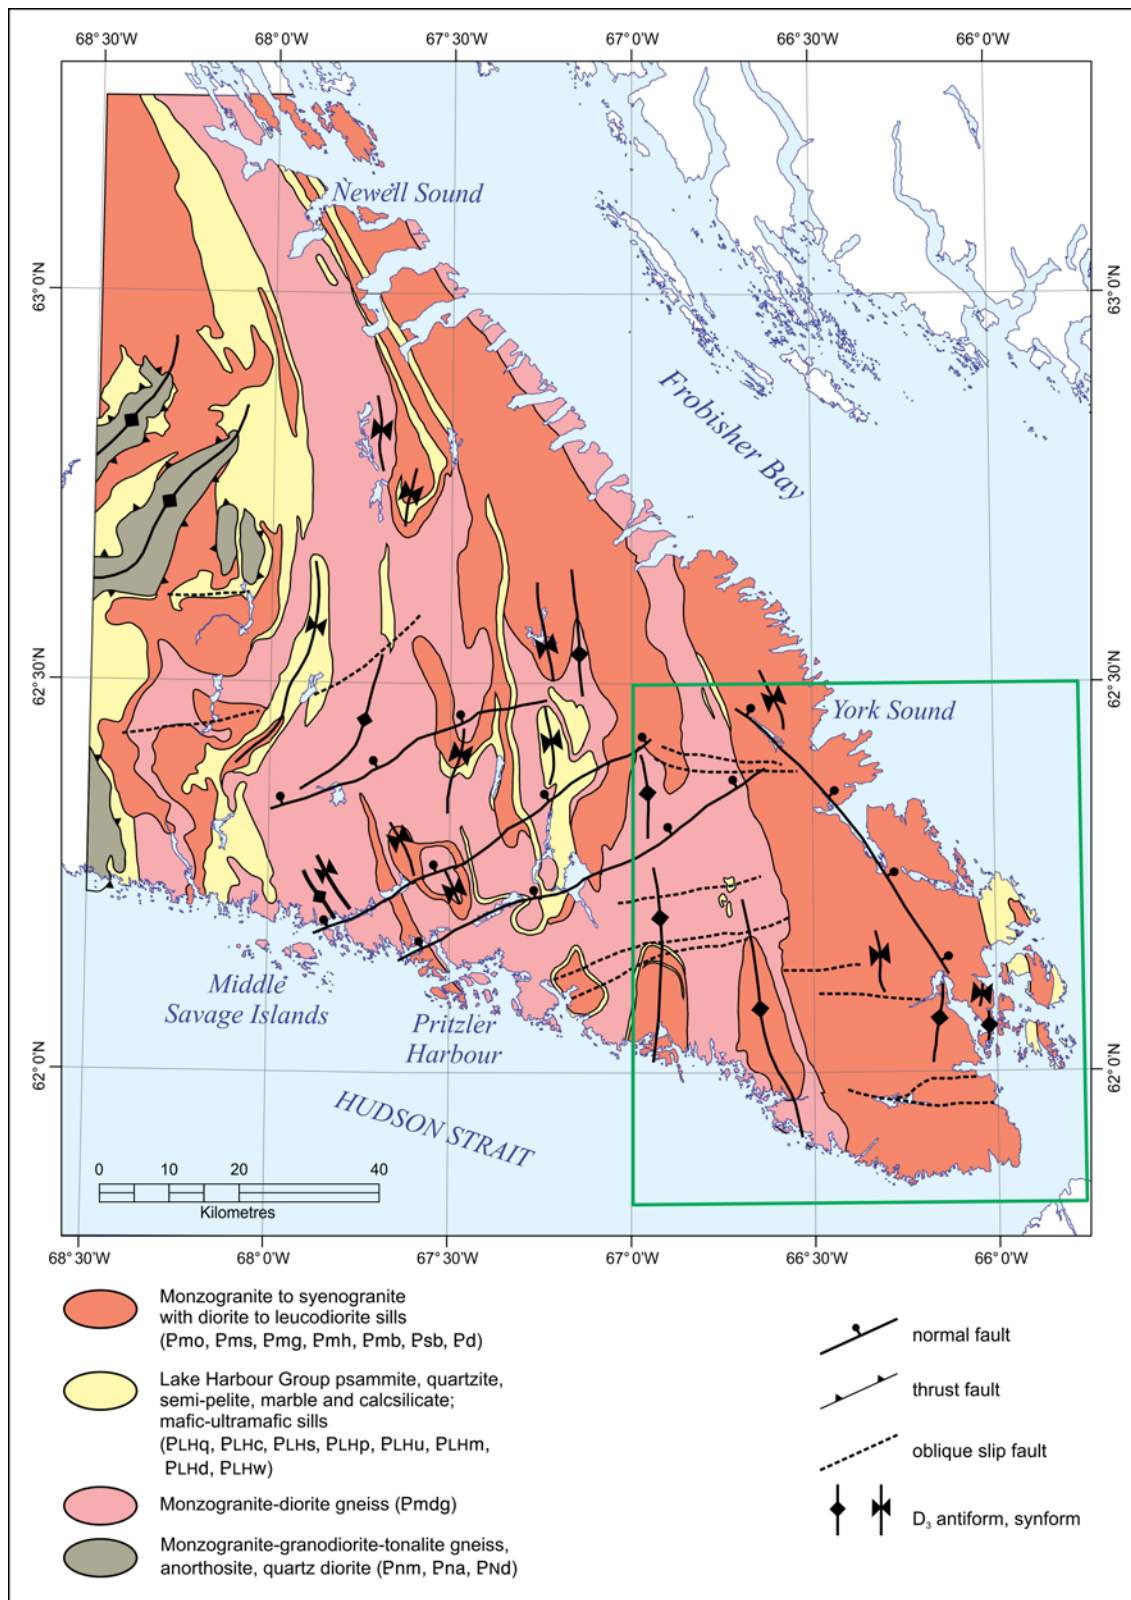 68° 30'W
68° 0'W
67° 30'W
67° 0'W
66° 30'W
66° 0'W
Newell Sound
63° 0'N
63° 0'N
Frobisher Bay
62° 30'N
62° 30'N
York Sound
Middle
Savage Islands
Pritzler
Harbour
62° 0'N
62° 0'N
HUDSON STRAIT
0 10 20 40
Kilometres
68° 30'W
68° 0'W
67° 30'W
67° 0'W
66° 30'W
66° 0'W
Monzogranite to syenogranite
with diorite to leucodiorite sills
(Pmo, Pms, Pmg, Pmh, Pmb, Psb, Pd)
Lake Harbour Group psammite, quartzite,
semi-pelite, marble and calcsilicate;
mafic-ultramafic sills
(PLHq, PLHc, PLHs, PLHp, PLHu, PLHm,
PLHd, PLHw)
Monzogranite-diorite gneiss (Pmdg)
Monzogranite-granodiorite-tonalite gneiss,
anorthosite, quartz diorite (Pnm, Pna, PNd)
normal fault
thrust fault
oblique slip fault
D₃ antiform, synform